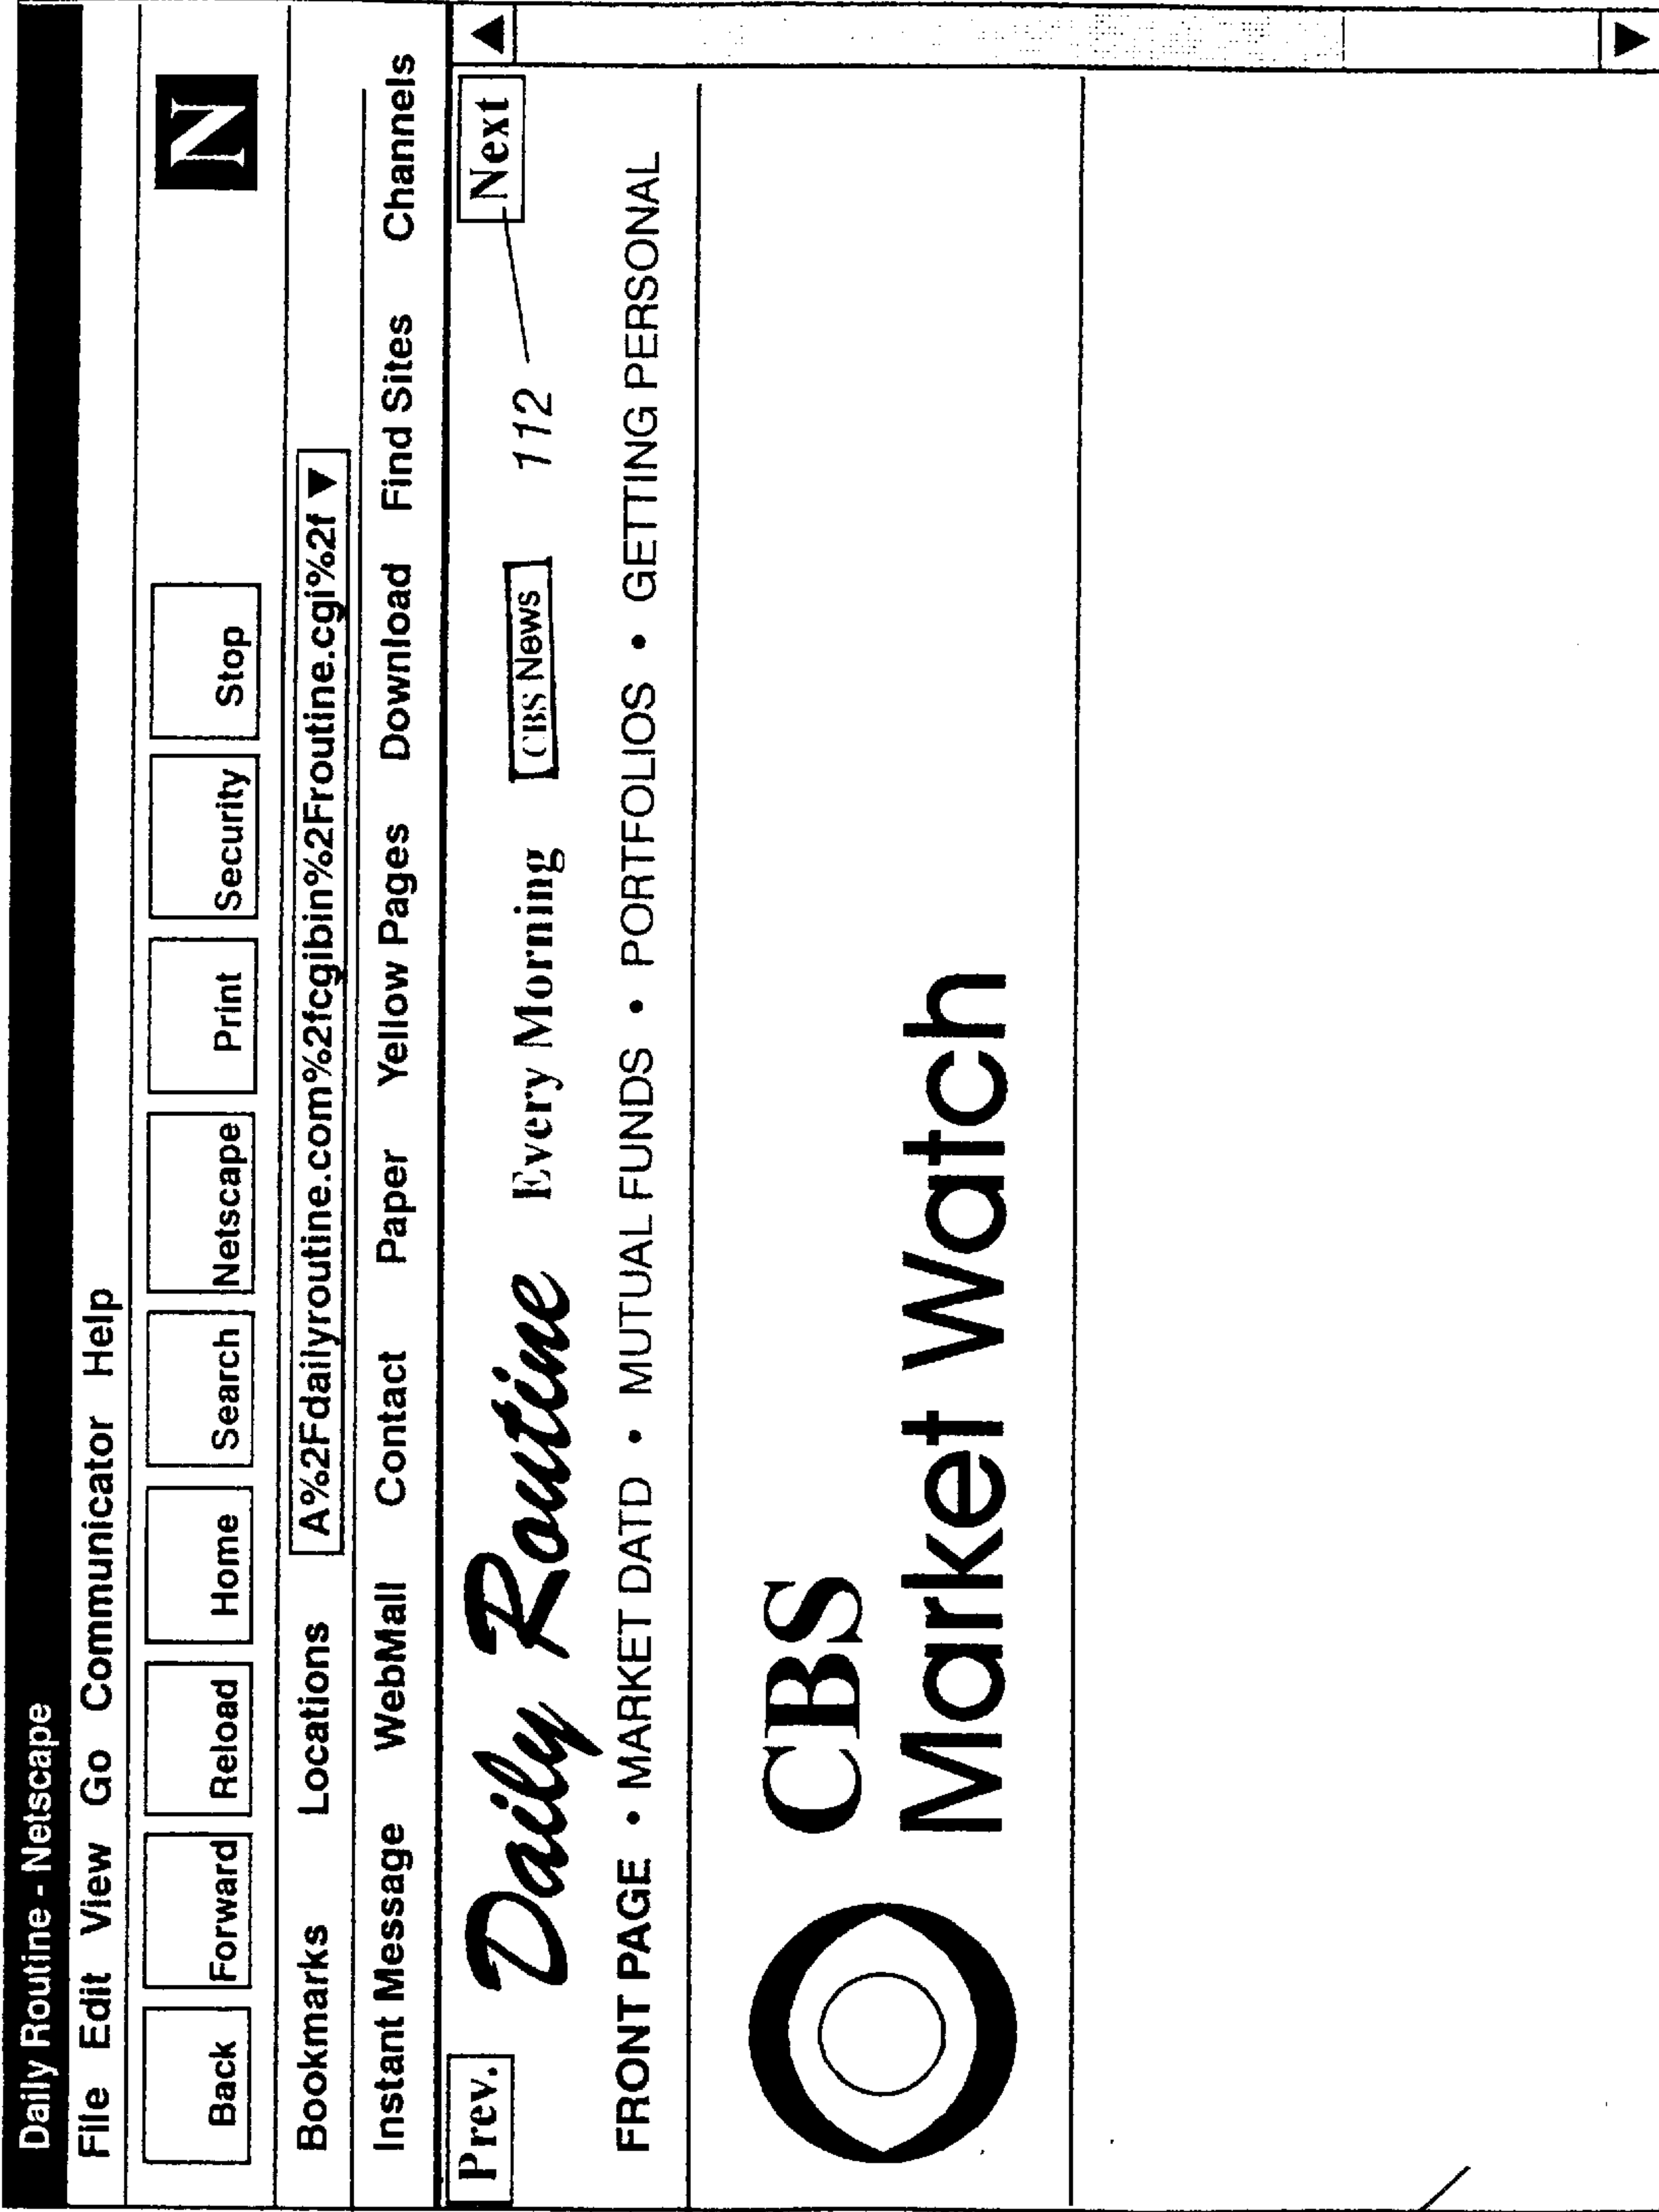 Daily Routine - Netscape
File Edit View Go Communicator Help
Back Forward Reload Home Search Netscape Print Security Stop N
Bookmarks Locations A%2Fdailyroutine.com%2fcgibin%2Froutine.cgi%2f
Instant Message WebMail Contact Paper Yellow Pages Download Find Sites Channels
Prev. Daily Routine Every Morning CBS News 112 Next
FRONT PAGE • MARKET DATD • MUTUAL FUNDS • PORTFOLIOS • GETTING PERSONAL
CBS
Market Watch